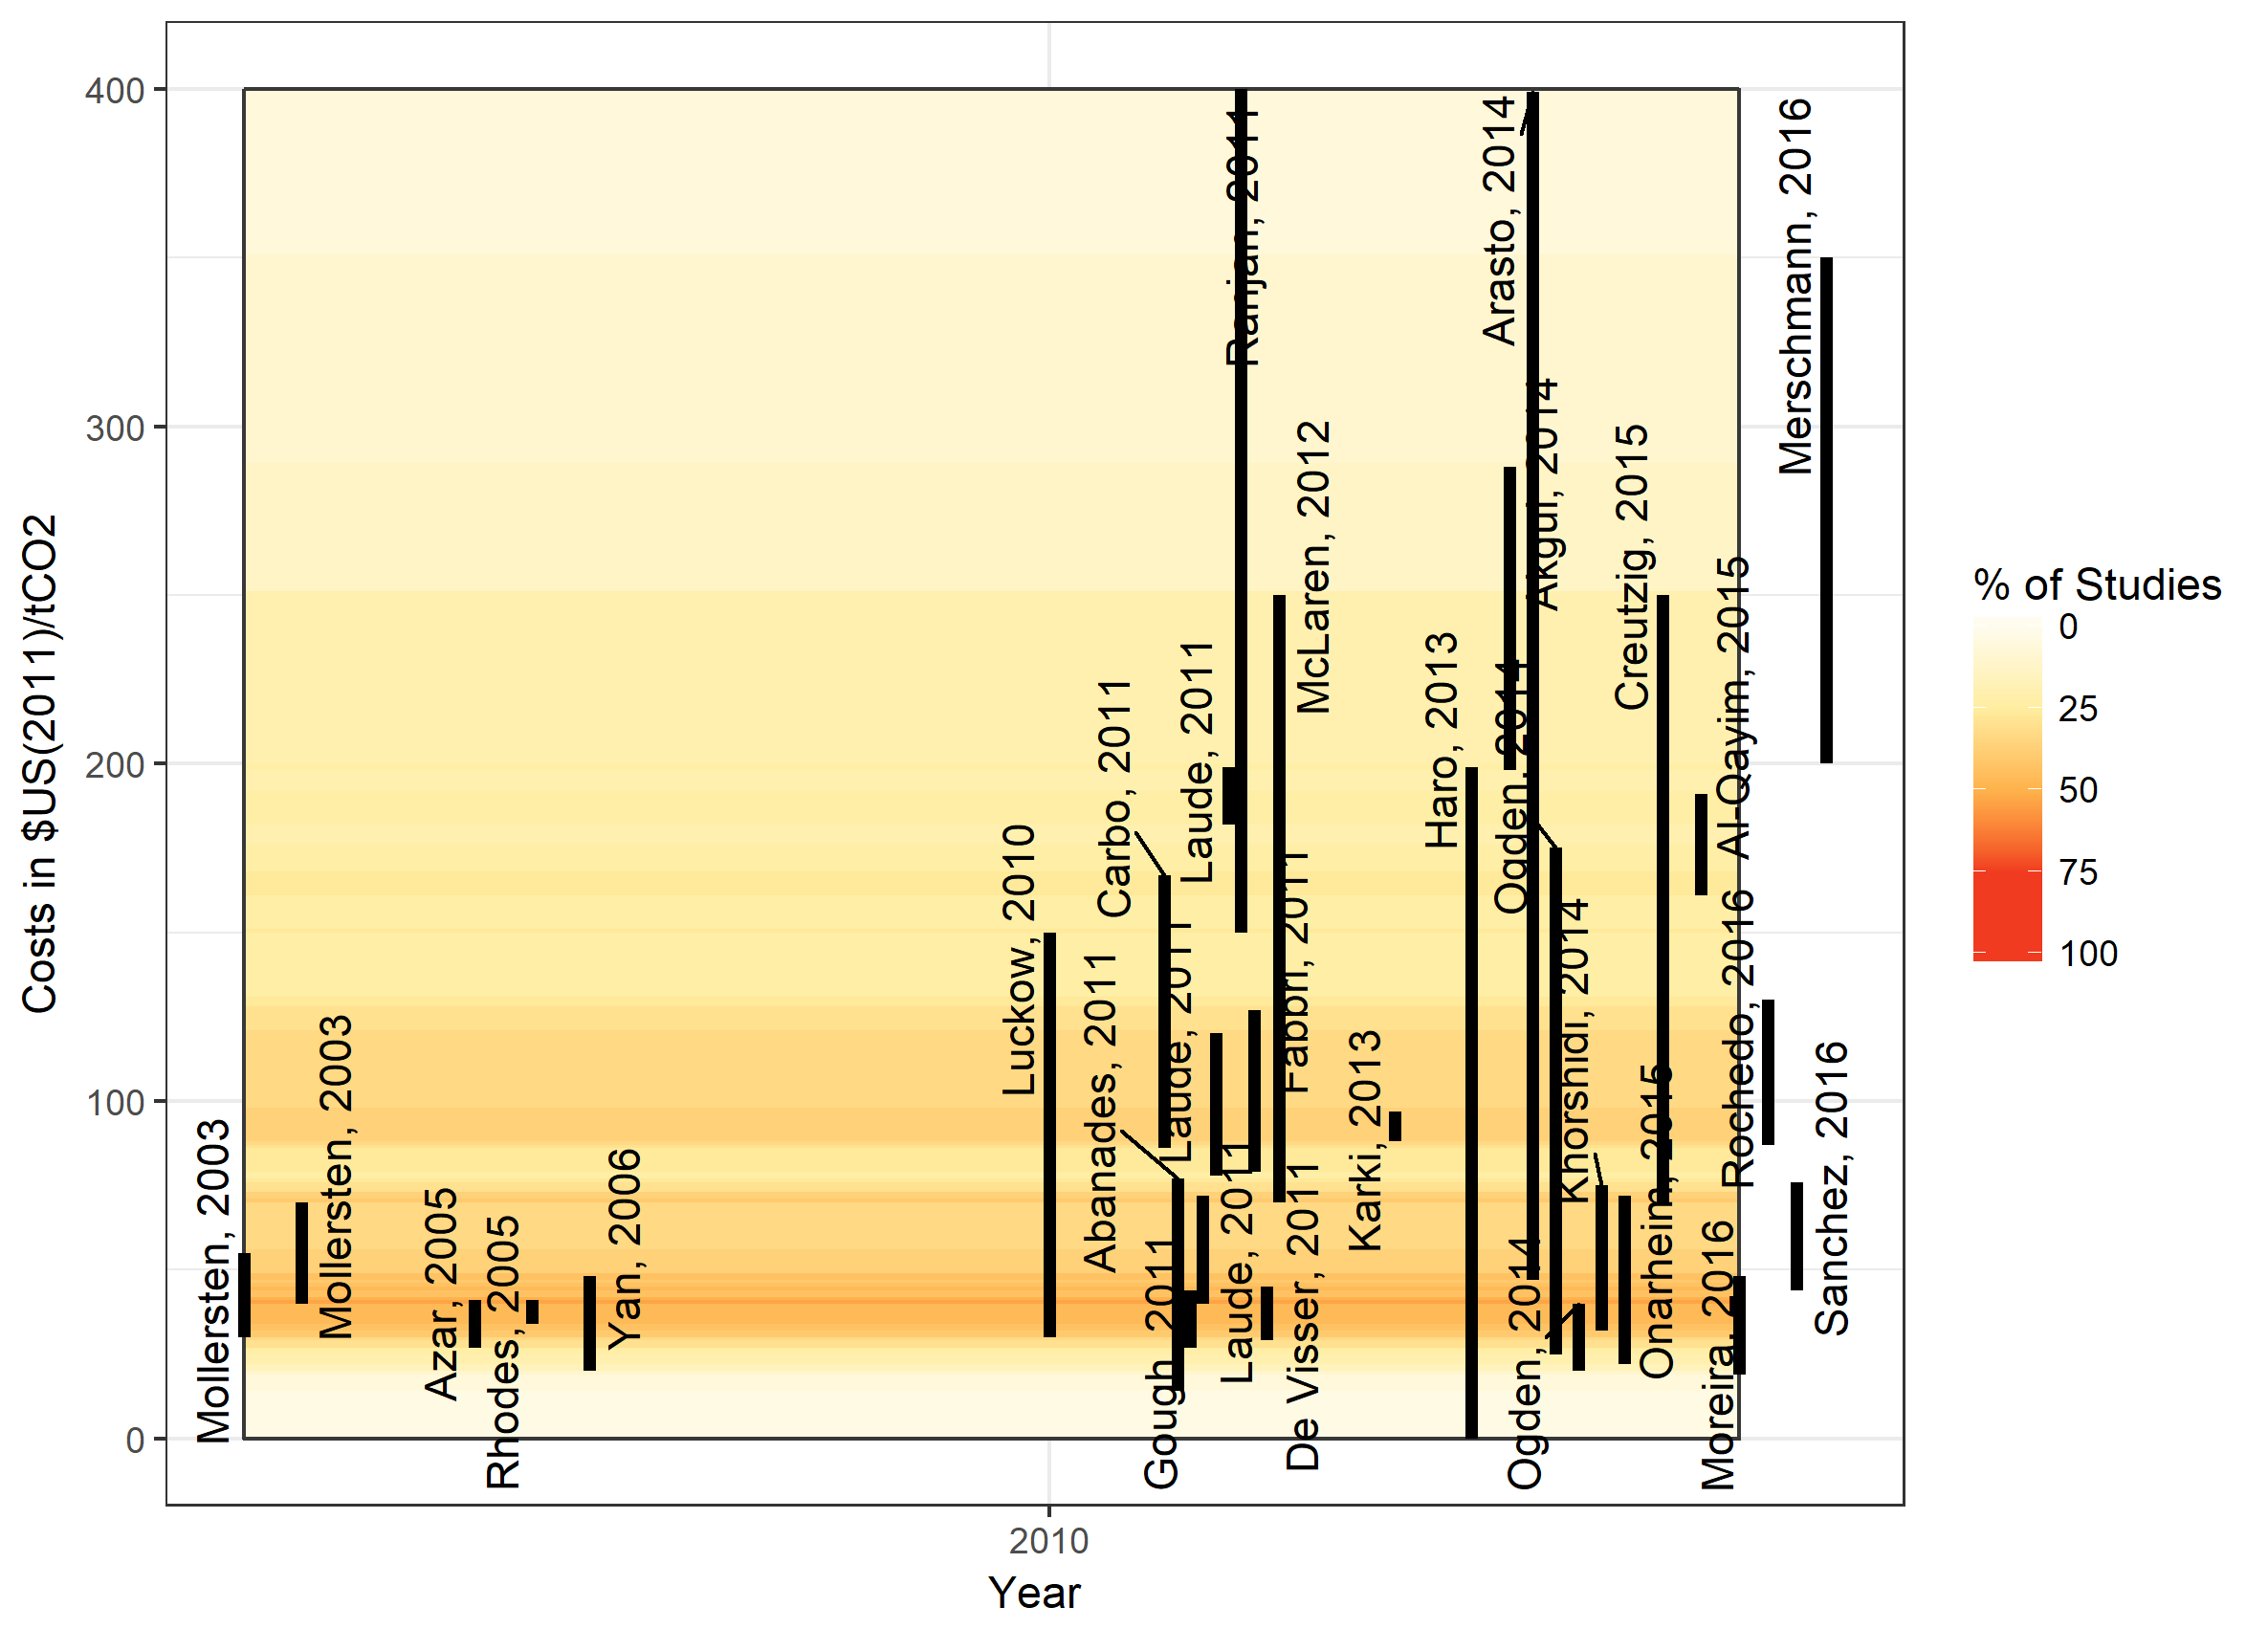 Costs in $US(2011)/tCO2
400
300
200
100
0
Mollersten, 2003
Mollersten, 2003
Azar, 2005
Rhodes, 2005
Yan, 2006
Luckow, 2010
Abanades, 2011
Carbo, 2011
Gough, 2011
Laude, 2011
Laude, 2011
Laude, 2011
Ranjan, 2011
Fabbri, 2011
De Visser, 2011
McLaren, 2012
Karki, 2013
Haro, 2013
Arasto, 2014
Akgul, 2014
Ogden, 2014
Ogden, 2014
Khorshidi, 2014
Onarheim, 2015
Creutzig, 2015
Al-Qayim, 2015
Moreira, 2016
Rochedo, 2016
Sanchez, 2016
Merschmann, 2016
2010
Year
% of Studies
0
25
50
75
100